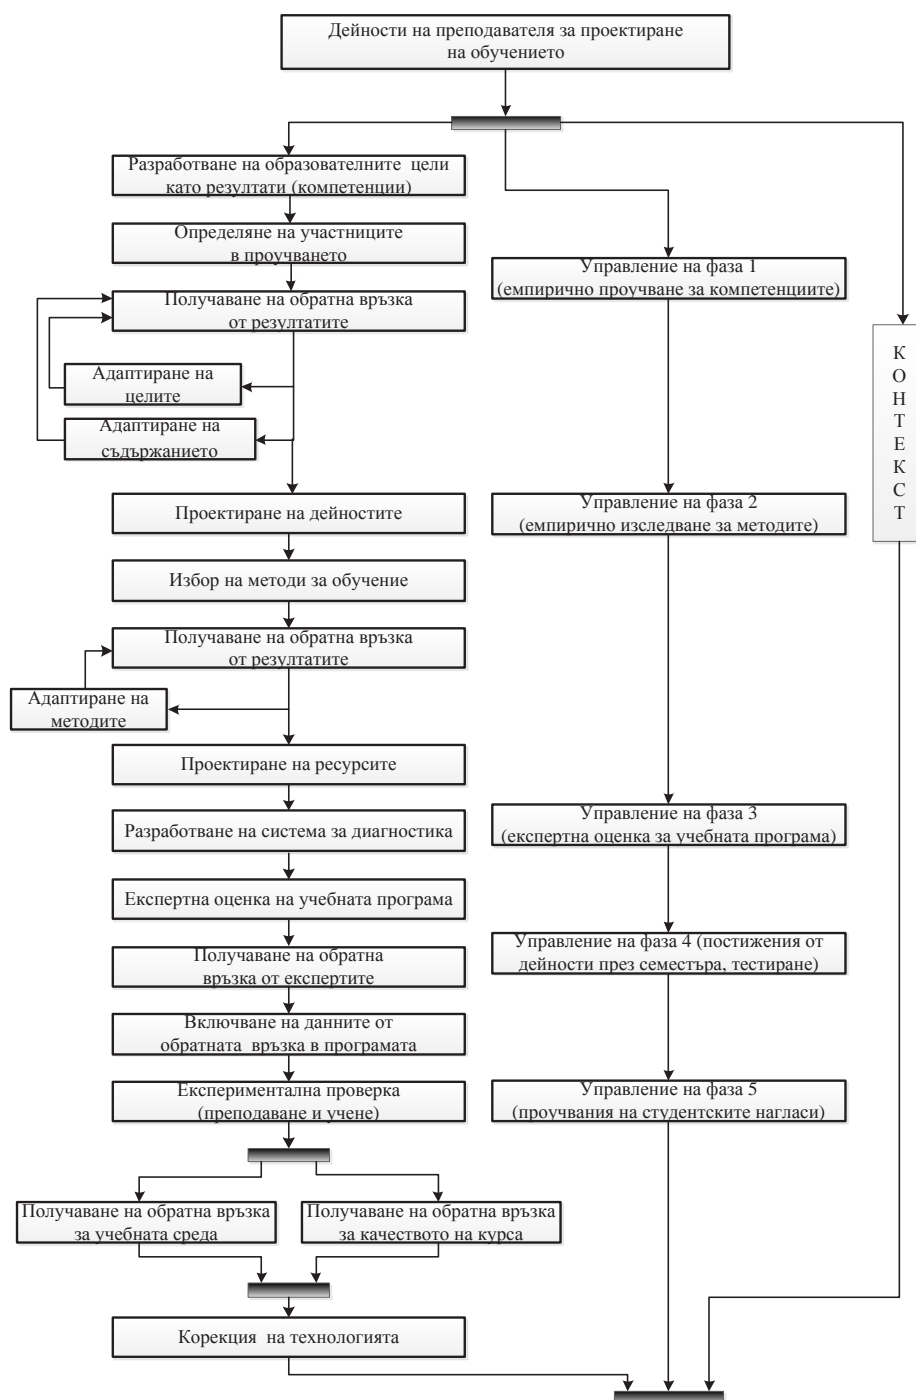 Дейности на преподавателя за проектиране
на обучението
Разработване на образователните цели
като резултати (компетенции)
Определяне на участниците
в проучването
Получаване на обратна връзка
от резултатите
Адаптиране на
целите
Адаптиране на
съдържанието
Проектиране на дейностите
Избор на методи за обучение
Получаване на обратна връзка
от резултатите
Адаптиране на
методите
Проектиране на ресурсите
Разработване на система за диагностика
Експертна оценка на учебната програма
Получаване на обратна
връзка от експертите
Включване на данните от
обратната връзка в програмата
Експериментална проверка
(преподаване и учене)
Получаване на обратна връзка
за учебната среда
Получаване на обратна връзка
за качеството на курса
Корекция на технологията
Управление на фаза 1
(емпирично проучване за компетенциите)
Управление на фаза 2
(емпирично изследване за методите)
Управление на фаза 3
(експертна оценка за учебната програма)
Управление на фаза 4 (постижения от
дейности през семестъра, тестиране)
Управление на фаза 5
(проучвания на студентските нагласи)
К
О
Н
Т
Е
К
С
Т